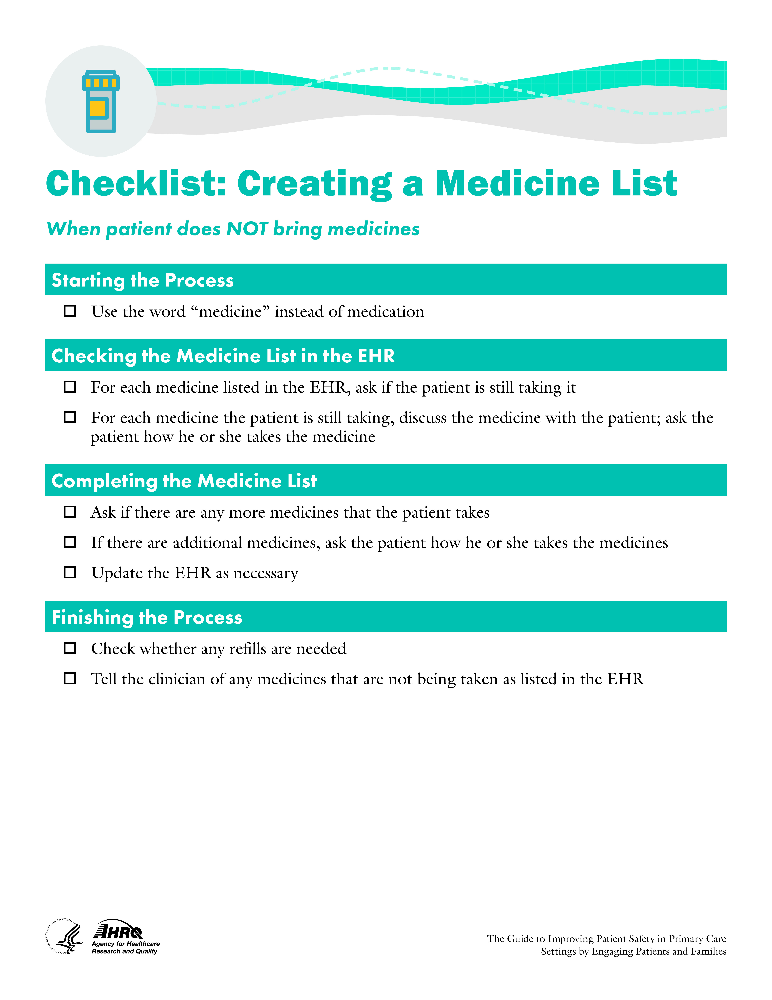 Checklist: Creating a Medicine List
When patient does NOT bring medicines
Starting the Process
Use the word “medicine” instead of medication
Checking the Medicine List in the EHR
For each medicine listed in the EHR, ask if the patient is still taking it
For each medicine the patient is still taking, discuss the medicine with the patient; ask the
patient how he or she takes the medicine
Completing the Medicine List
Ask if there are any more medicines that the patient takes
If there are additional medicines, ask the patient how he or she takes the medicines
Update the EHR as necessary
Finishing the Process
Check whether any refills are needed
Tell the clinician of any medicines that are not being taken as listed in the EHR
DEPARTMENT OF HEALTH & HUMAN SERVICES • USA
AHRQ
Agency for Healthcare
Research and Quality
The Guide to Improving Patient Safety in Primary Care
Settings by Engaging Patients and Families